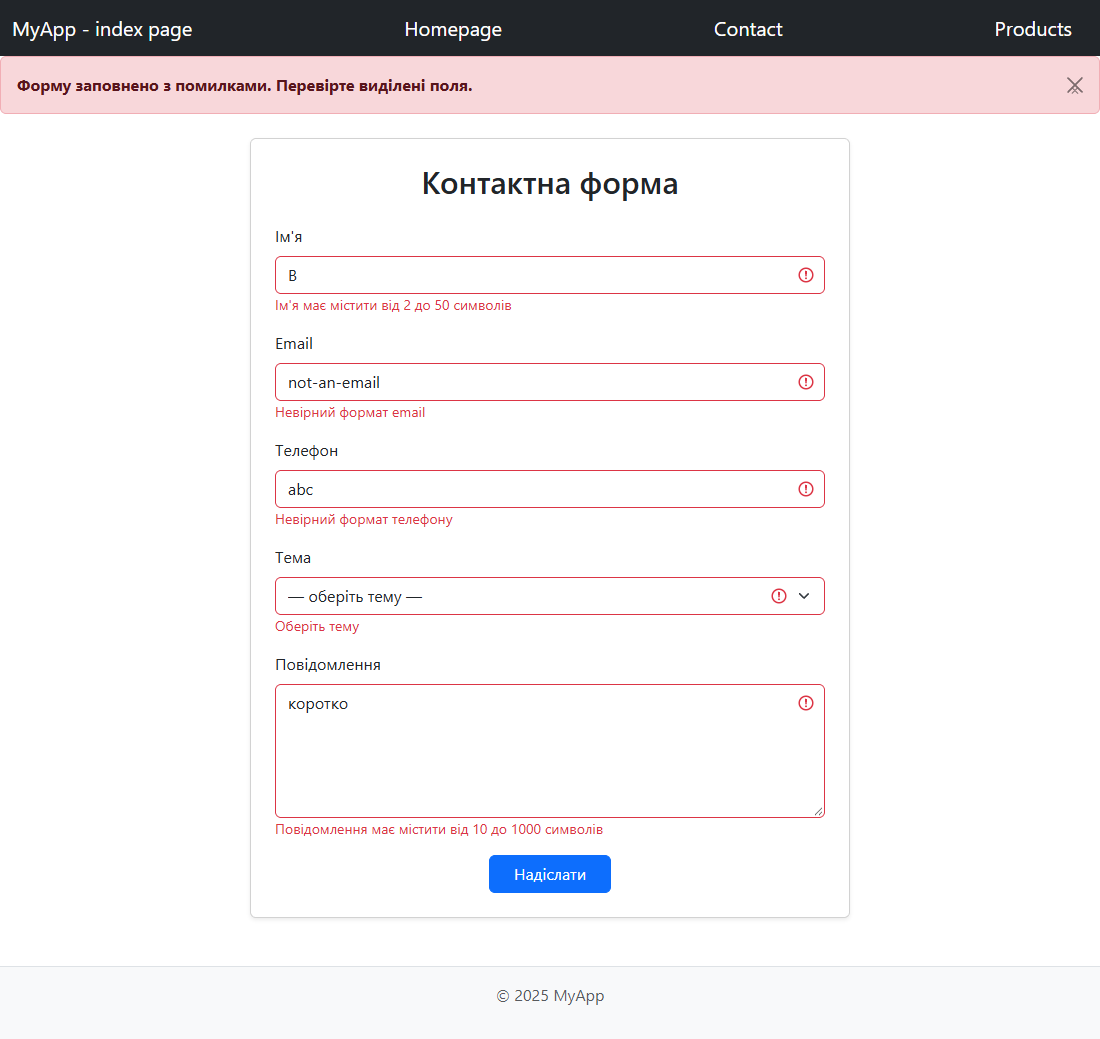 MyApp - index page Homepage Contact Products
Форму заповнено з помилками. Перевірте виділені поля.
Контактна форма
Ім'я
В
Ім'я має містити від 2 до 50 символів
Email
not-an-email
Невірний формат email
Телефон
abc
Невірний формат телефону
Тема
— оберіть тему —
Оберіть тему
Повідомлення
коротко
Повідомлення має містити від 10 до 1000 символів
Надіслати
© 2025 MyApp